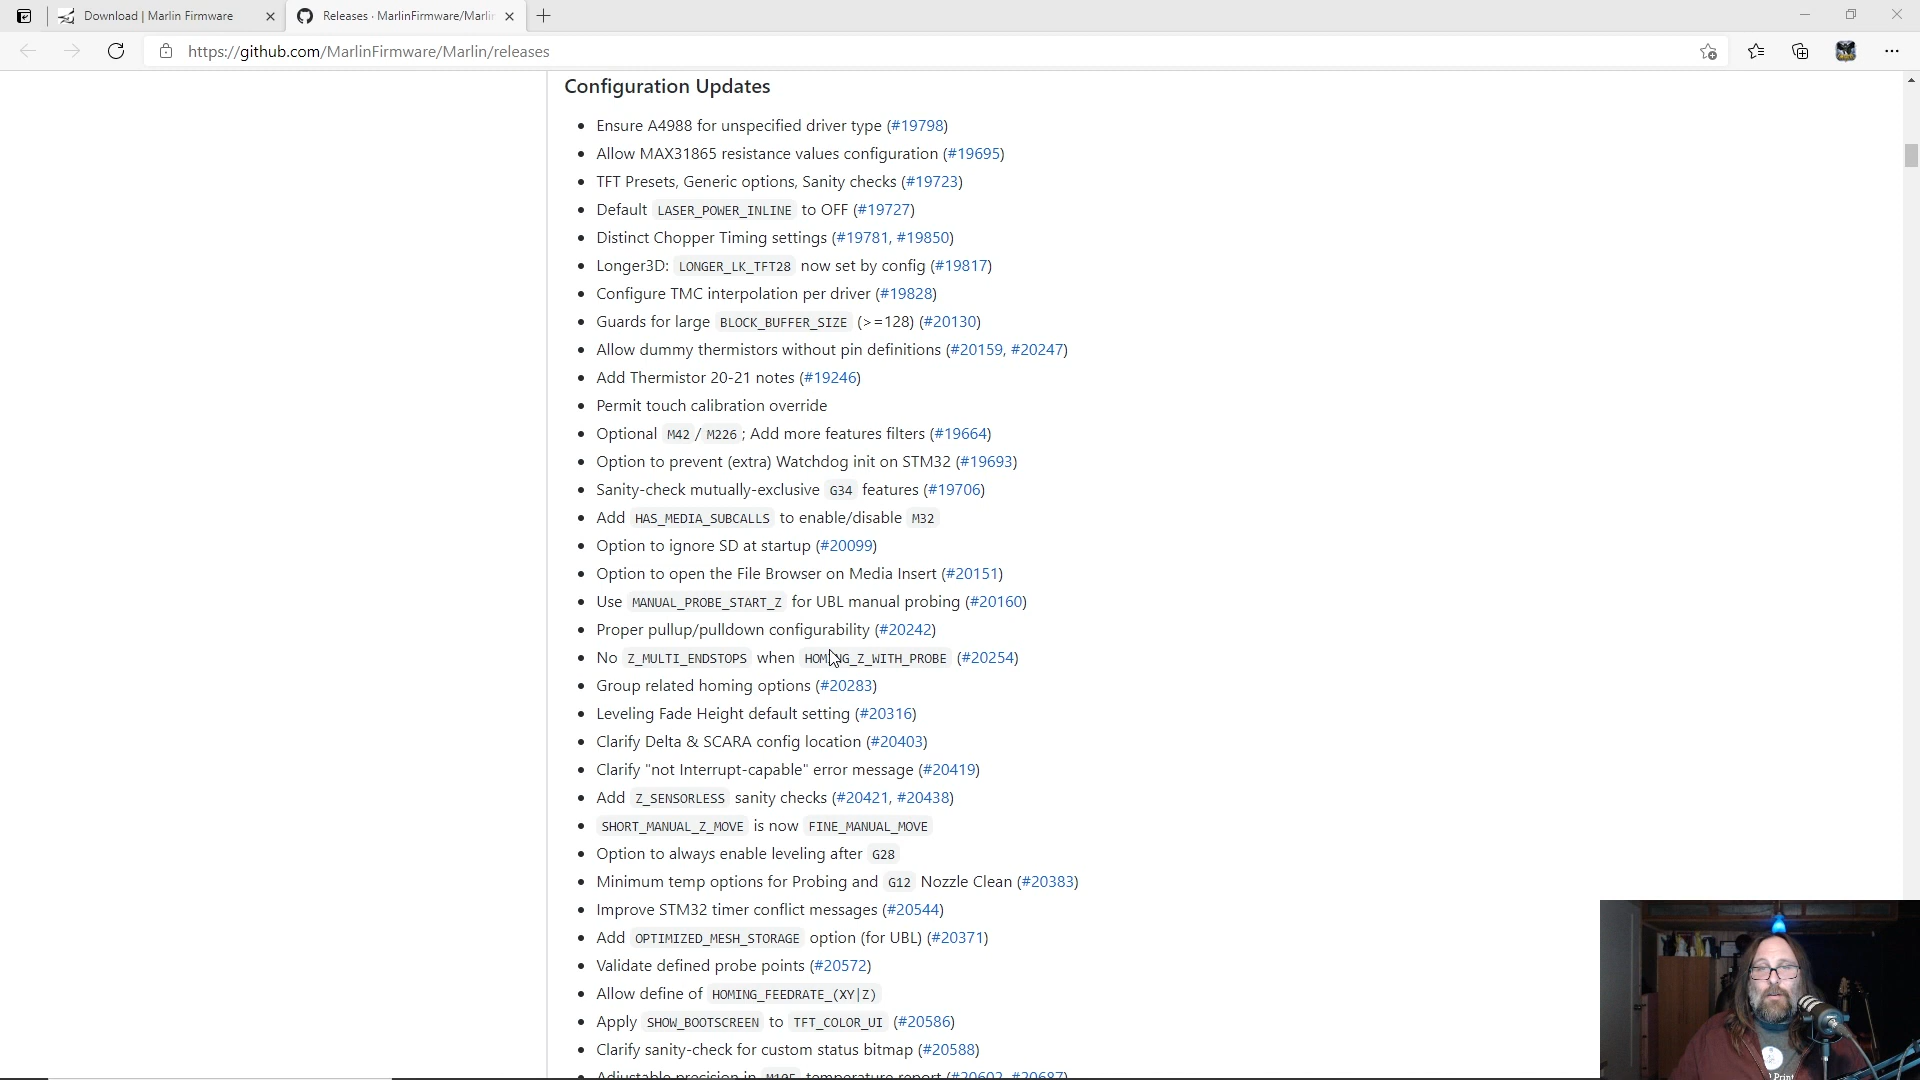 Download | Marlin Firmware
Releases · MarlinFirmware/Marlin
https://github.com/MarlinFirmware/Marlin/releases
Configuration Updates
• Ensure A4988 for unspecified driver type (#19798)
• Allow MAX31865 resistance values configuration (#19695)
• TFT Presets, Generic options, Sanity checks (#19723)
• Default LASER_POWER_INLINE to OFF (#19727)
• Distinct Chopper Timing settings (#19781, #19850)
• Longer3D: LONGER_LK_TFT28 now set by config (#19817)
• Configure TMC interpolation per driver (#19828)
• Guards for large BLOCK_BUFFER_SIZE (>=128) (#20130)
• Allow dummy thermistors without pin definitions (#20159, #20247)
• Add Thermistor 20-21 notes (#19246)
• Permit touch calibration override
• Optional M42 / M226 ; Add more features filters (#19664)
• Option to prevent (extra) Watchdog init on STM32 (#19693)
• Sanity-check mutually-exclusive G34 features (#19706)
• Add HAS_MEDIA_SUBCALLS to enable/disable M32
• Option to ignore SD at startup (#20099)
• Option to open the File Browser on Media Insert (#20151)
• Use MANUAL_PROBE_START_Z for UBL manual probing (#20160)
• Proper pullup/pulldown configurability (#20242)
• No Z_MULTI_ENDSTOPS when HOMING_Z_WITH_PROBE (#20254)
• Group related homing options (#20283)
• Leveling Fade Height default setting (#20316)
• Clarify Delta & SCARA config location (#20403)
• Clarify "not Interrupt-capable" error message (#20419)
• Add Z_SENSORLESS sanity checks (#20421, #20438)
• SHORT_MANUAL_Z_MOVE is now FINE_MANUAL_MOVE
• Option to always enable leveling after G28
• Minimum temp options for Probing and G12 Nozzle Clean (#20383)
• Improve STM32 timer conflict messages (#20544)
• Add OPTIMIZED_MESH_STORAGE option (for UBL) (#20371)
• Validate defined probe points (#20572)
• Allow define of HOMING_FEEDRATE_(XY|Z)
• Apply SHOW_BOOTSCREEN to TFT_COLOR_UI (#20586)
• Clarify sanity-check for custom status bitmap (#20588)
• Adjustable precision in M105 temperature report (#20602, #20687)
Print